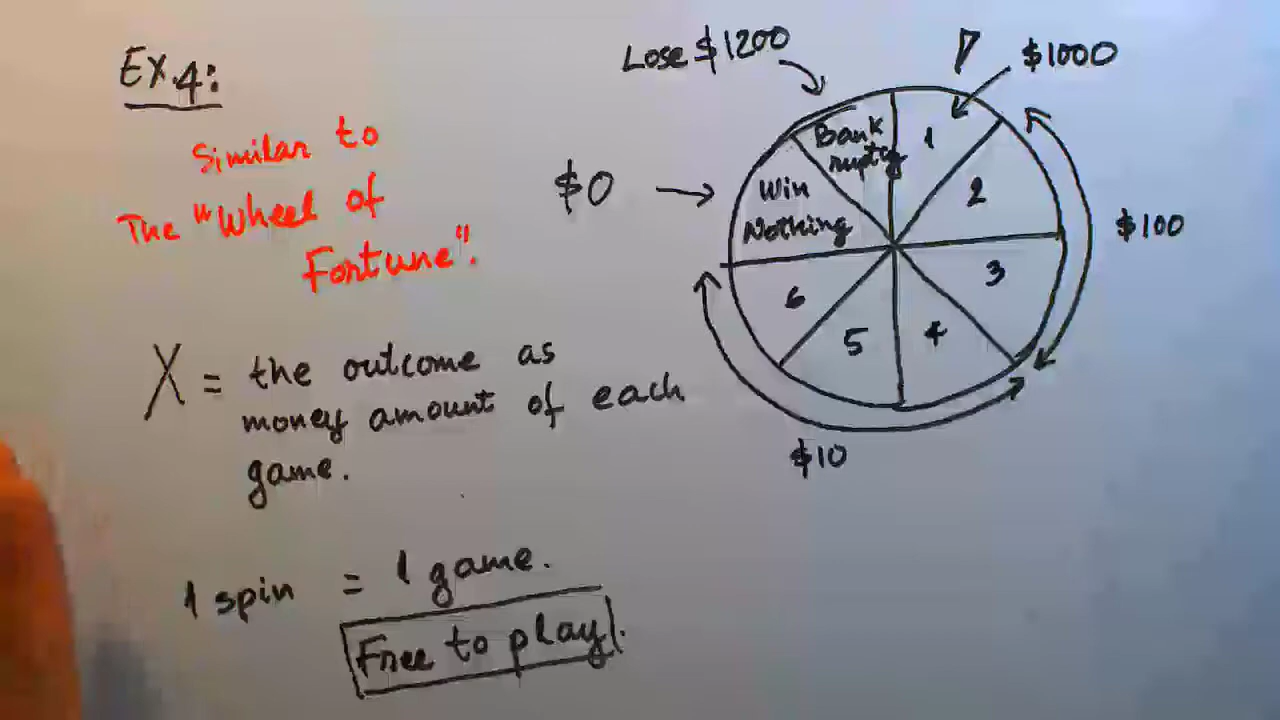 EX.4:
Similar to
The "Wheel of
Fortune".
X = the outcome as
money amount of each
game.
1 spin = 1 game.
Free to play.
Lose $1200
$1000
$0
$100
$10
Bank
ruptcy
Win
Nothing
1
2
3
4
5
6